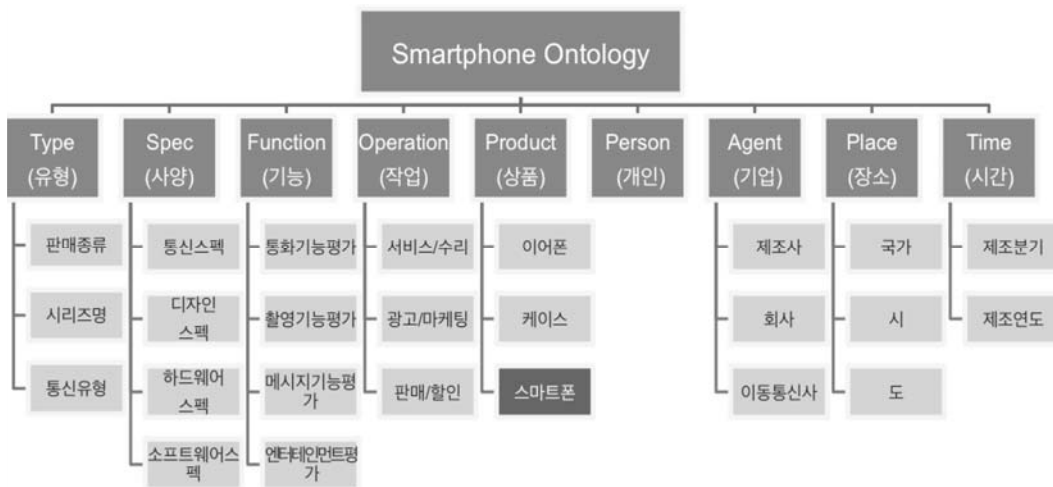 Smartphone Ontology
Type
(유형)
Spec
(사양)
Function
(기능)
Operation
(작업)
Product
(상품)
Person
(개인)
Agent
(기업)
Place
(장소)
Time
(시간)
판매종류
통신스펙
통화기능평가
서비스/수리
이어폰
제조사
국가
제조분기
시리즈명
디자인
스펙
촬영기능평가
광고/마케팅
케이스
회사
시
제조연도
통신유형
하드웨어
스펙
메시지기능평
가
판매/할인
스마트폰
이동통신사
도
소프트웨어스
펙
엔터테인먼트평
가